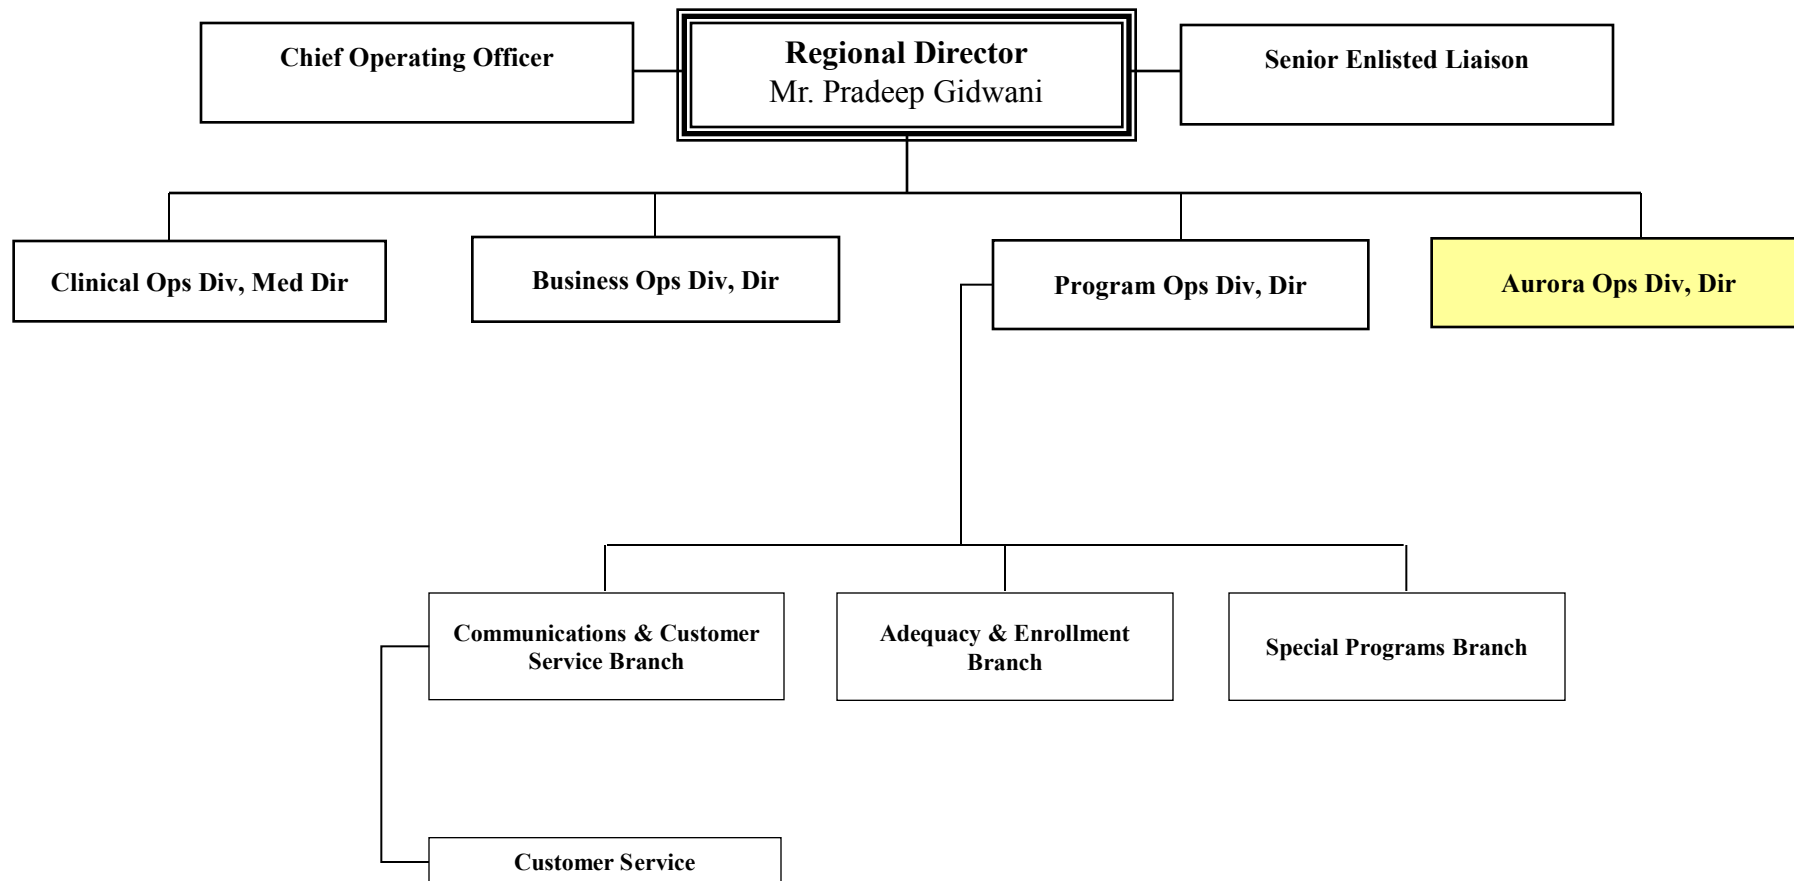 Chief Operating Officer
Regional Director
Mr. Pradeep Gidwani
Senior Enlisted Liaison
Clinical Ops Div, Med Dir
Business Ops Div, Dir
Program Ops Div, Dir
Aurora Ops Div, Dir
Communications & Customer
Service Branch
Adequacy & Enrollment
Branch
Special Programs Branch
Customer Service